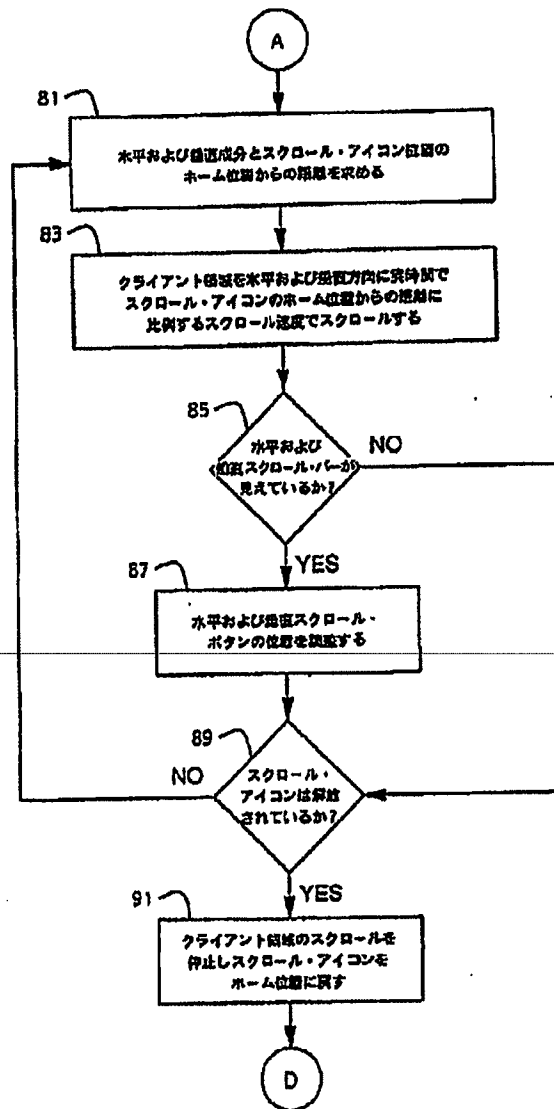 A
81
水平および垂直成分とスクロール・アイコン位置の
ホーム位置からの距離を求める
83
クライアント領域を水平および垂直方向に実時間で
スクロール・アイコンのホーム位置からの距離に
比例するスクロール速度でスクロールする
85
水平および
垂直スクロール・バーが
見えているか?
NO
YES
87
水平および垂直スクロール・
ボタンの位置を調整する
89
スクロール・
アイコンは解放
されているか?
NO
YES
91
クライアント領域のスクロールを
停止しスクロール・アイコンを
ホーム位置に戻す
D